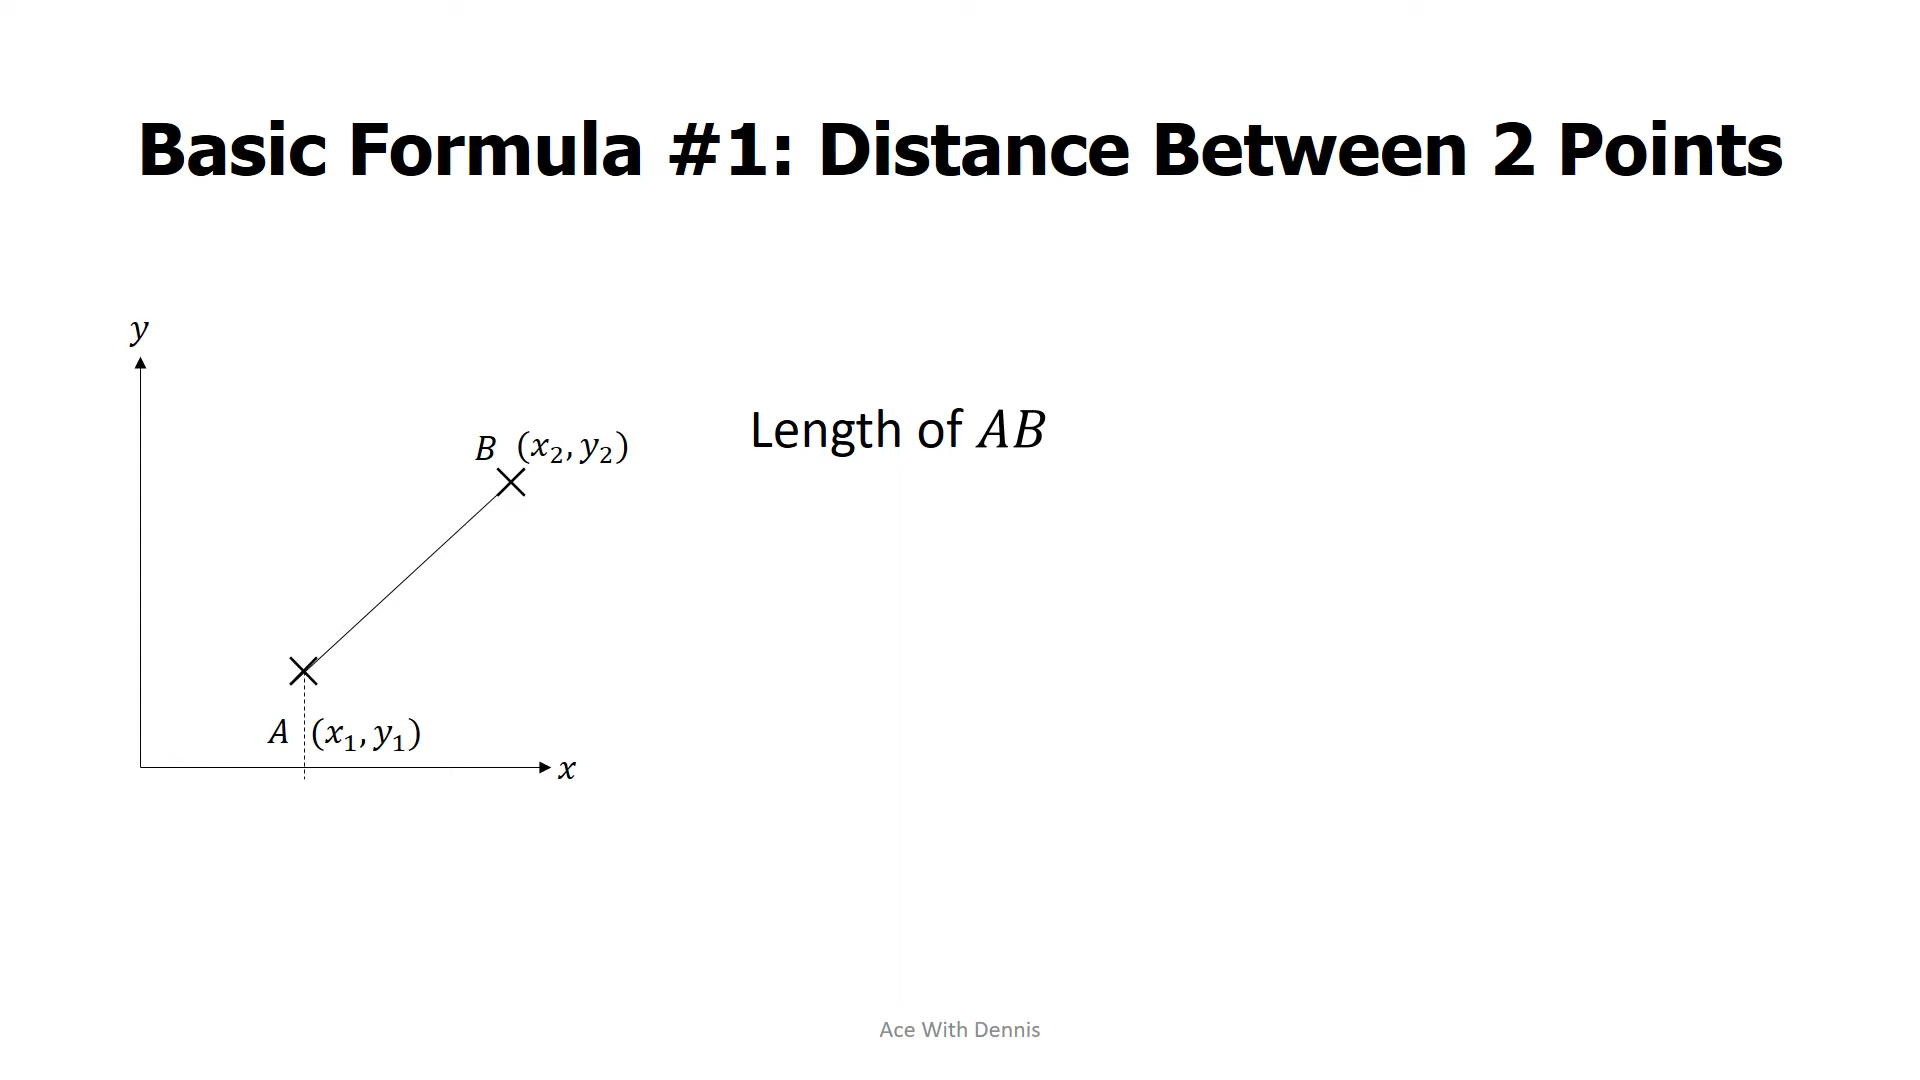 Basic Formula #1: Distance Between 2 Points
y
B (x₂, y₂)
Length of AB
A (x₁, y₁)
x
Ace With Dennis